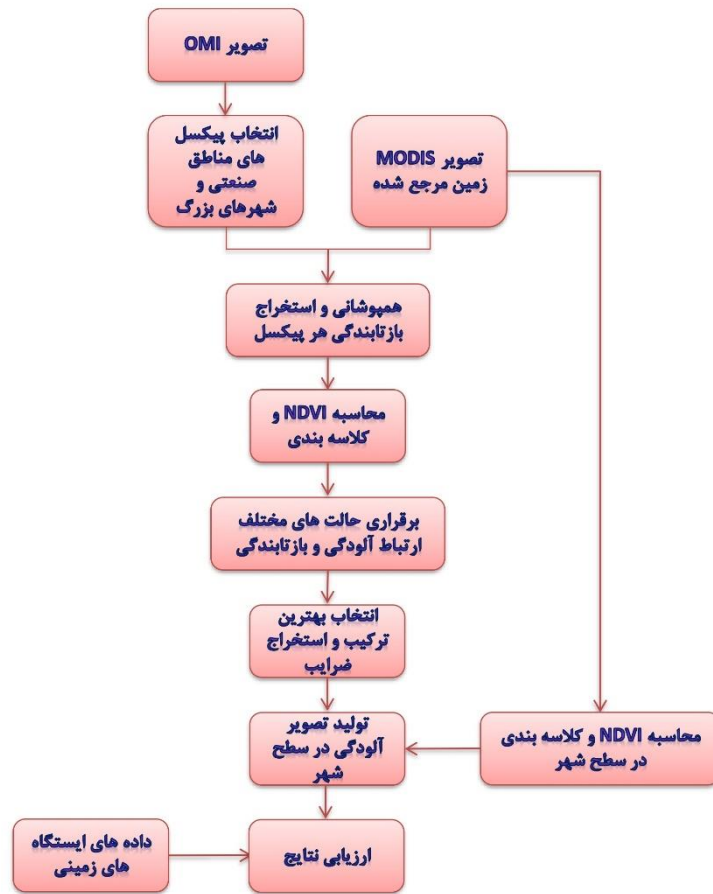 تصویر OMI
انتخاب پیکسل
های مناطق
صنعتی و
شهرهای بزرگ
تصویر MODIS
زمین مرجع شده
همپوشانی و استخراج
بازتابندگی هر پیکسل
محاسبه NDVI و
کلاسه بندی
برقراری حالت های مختلف
ارتباط آلودگی و بازتابندگی
انتخاب بهترین
ترکیب و استخراج
ضرایب
تولید تصویر
آلودگی در سطح
شهر
محاسبه NDVI و کلاسه بندی
در سطح شهر
ارزیابی نتایج
داده های ایستگاه
های زمینی